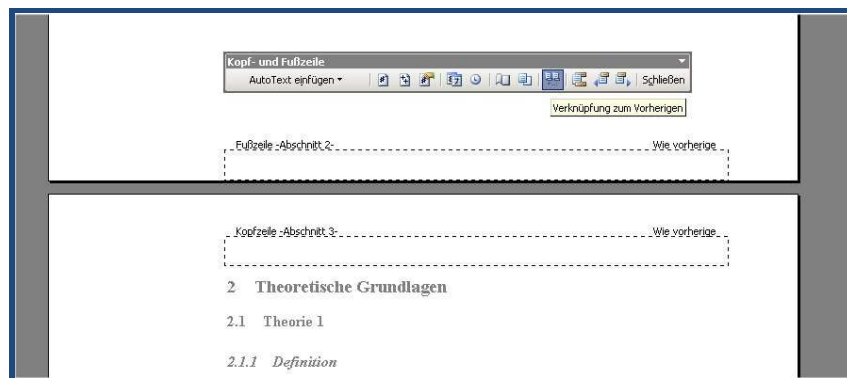 Kopf- und Fußzeile
AutoText einfügen Schließen
Verknüpfung zum Vorherigen
Fußzeile -Abschnitt 2- Wie vorherige
Kopfzeile -Abschnitt 3- Wie vorherige
2 Theoretische Grundlagen
2.1 Theorie 1
2.1.1 Definition